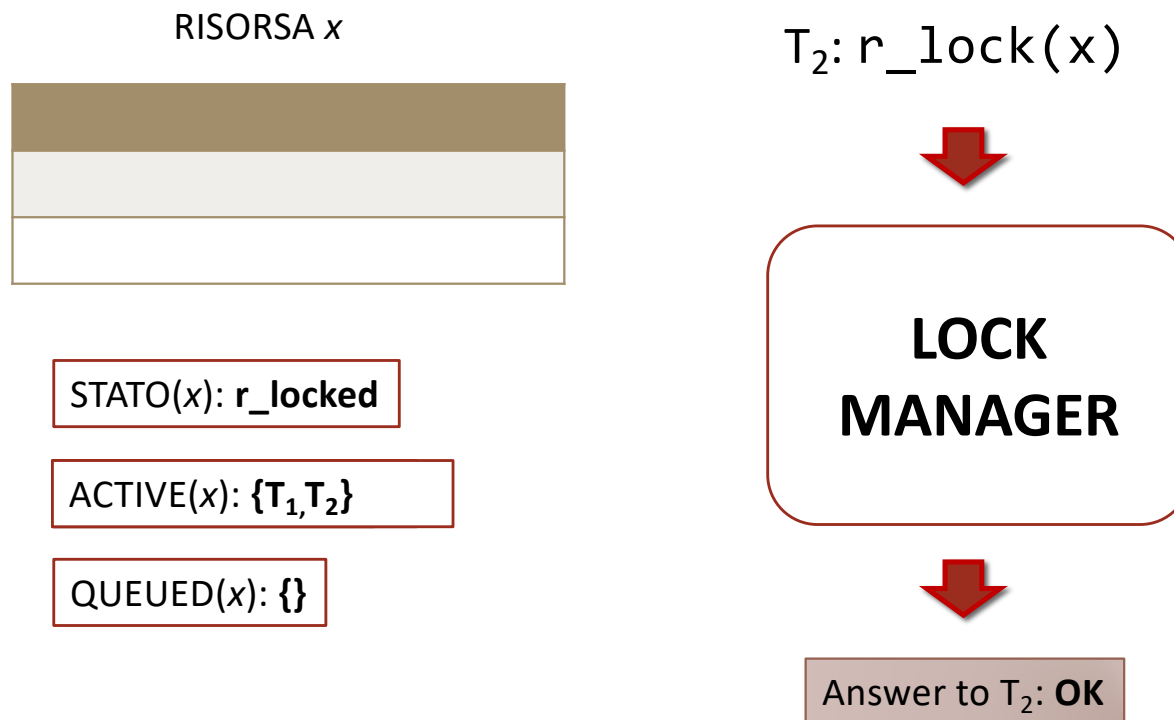 RISORSA x
STATO(x): r_locked
ACTIVE(x): {T₁,T₂}
QUEUED(x): {}
T₂: r_lock(x)
LOCK
MANAGER
Answer to T₂: OK